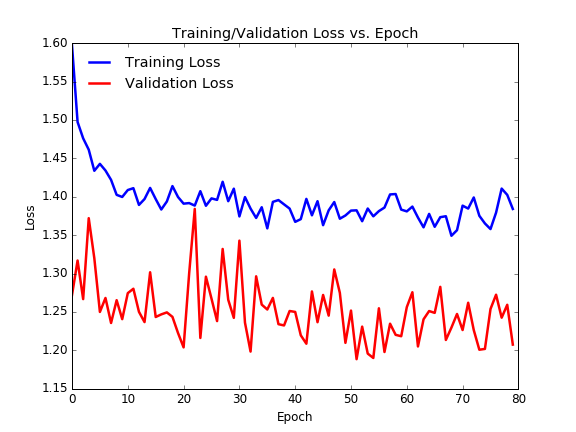 Training/Validation Loss vs. Epoch
1.60
Training Loss
Validation Loss
1.55
1.50
1.45
1.40
Loss
1.35
1.30
1.25
1.20
1.15
0 10 20 30 40 50 60 70 80
Epoch